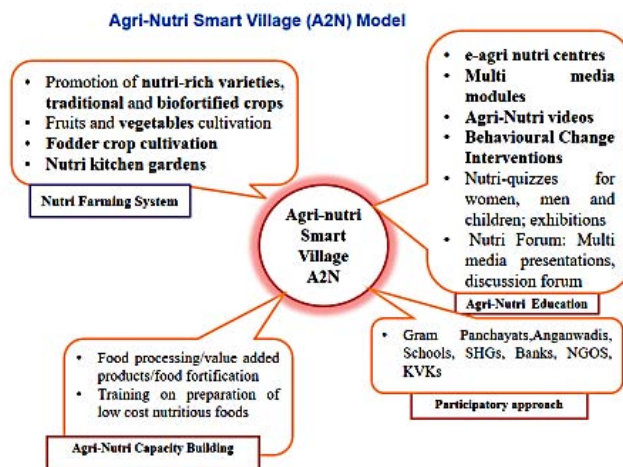 Agri-Nutri Smart Village (A2N) Model
• Promotion of nutri-rich varieties,
traditional and biofortified crops
• Fruits and vegetables cultivation
• Fodder crop cultivation
• Nutri kitchen gardens
Nutri Farming System
• e-agri nutri centres
• Multi media
modules
• Agri-Nutri videos
• Behavioural Change
Interventions
• Nutri-quizzes for
women, men and
children; exhibitions
• Nutri Forum: Multi
media presentations,
discussion forum
Agri-Nutri Education
Agri-nutri
Smart
Village
A2N
• Food processing/value added
products/food fortification
• Training on preparation of
low cost nutritious foods
Agri-Nutri Capacity Building
• Gram Panchayats,Anganwadis,
Schools, SHGs, Banks, NGOS,
KVKs
Participatory approach